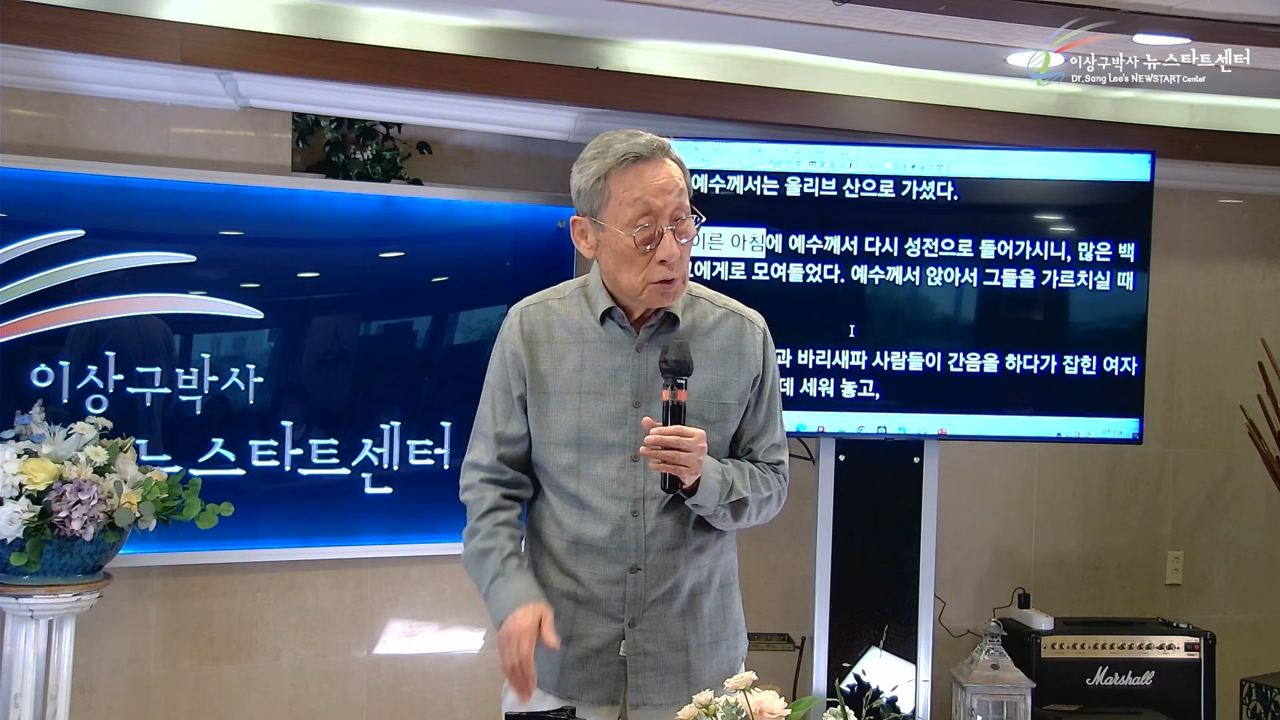 이상구박사 뉴스타트센터
Dr. Sang Lee's NEWSTART Center
예수께서는 올리브 산으로 가셨다.
이른 아침에 예수께서 다시 성전으로 들어가시니, 많은 백
에게로 모여들었다. 예수께서 앉아서 그들을 가르치실 때
과 바리새파 사람들이 간음을 하다가 잡힌 여자
데 세워 놓고,
이상구박사
뉴스타트센터
Marshall